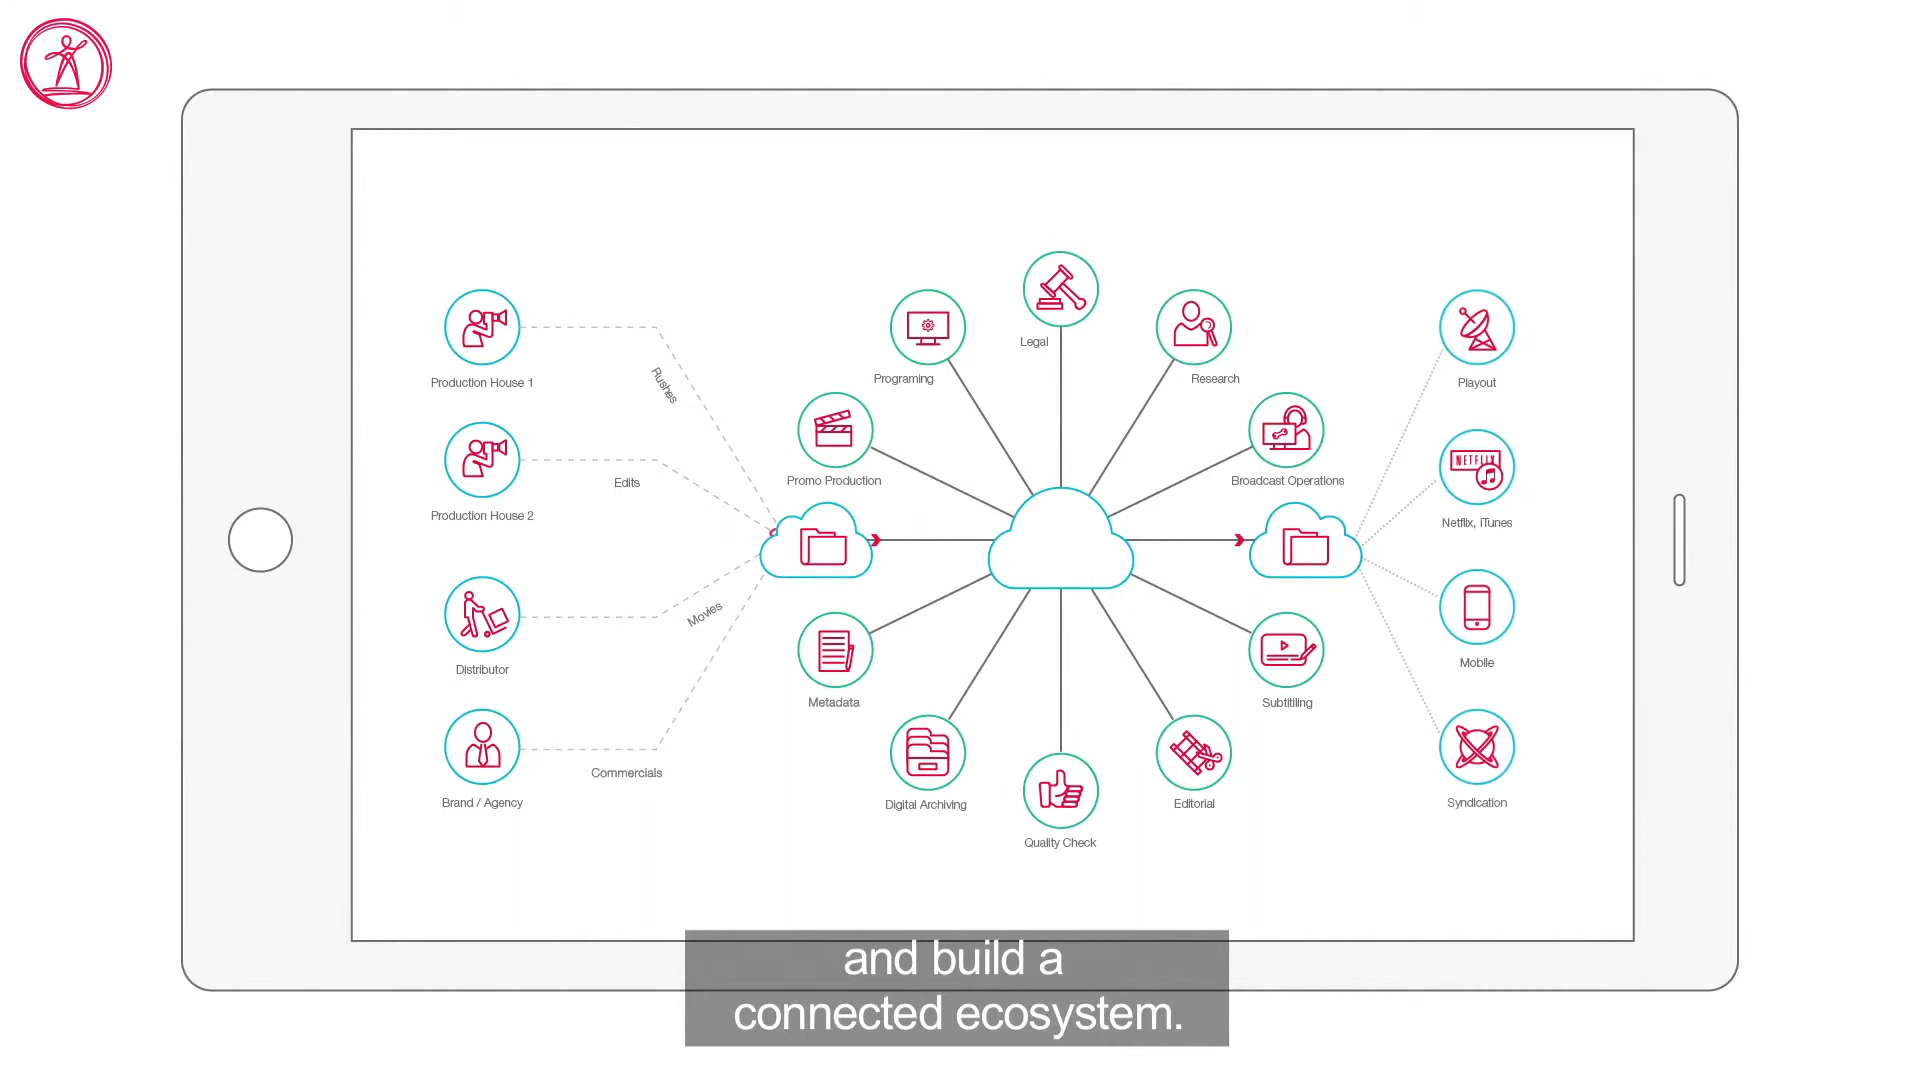 Legal
Programing
Research
Production House 1
Rushes
Playout
Promo Production
Broadcast Operations
Edits
NETFLIX
Production House 2
Netflix, iTunes
Movies
Distributor
Mobile
Metadata
Subtitiling
Commercials
Brand / Agency
Digital Archiving
Editorial
Syndication
Quality Check
and build a
connected ecosystem.